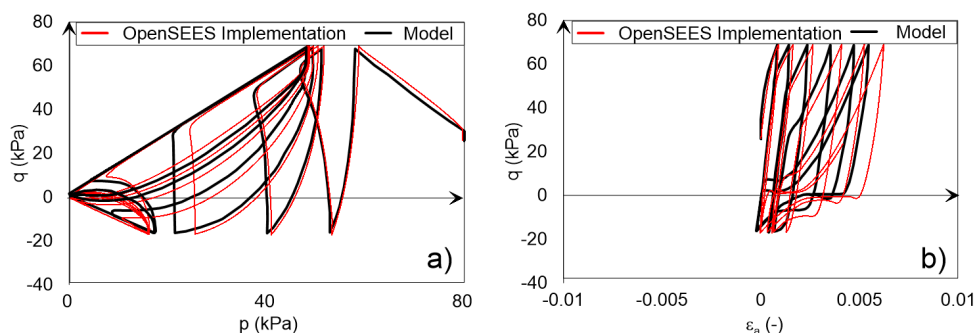 OpenSEES Implementation
Model
80
60
40
20
0
-20
-40
q (kPa)
0
40
80
p (kPa)
a)
OpenSEES Implementation
Model
80
60
40
20
0
-20
-40
q (kPa)
-0.01
-0.005
0
0.005
0.01
εa (-)
b)